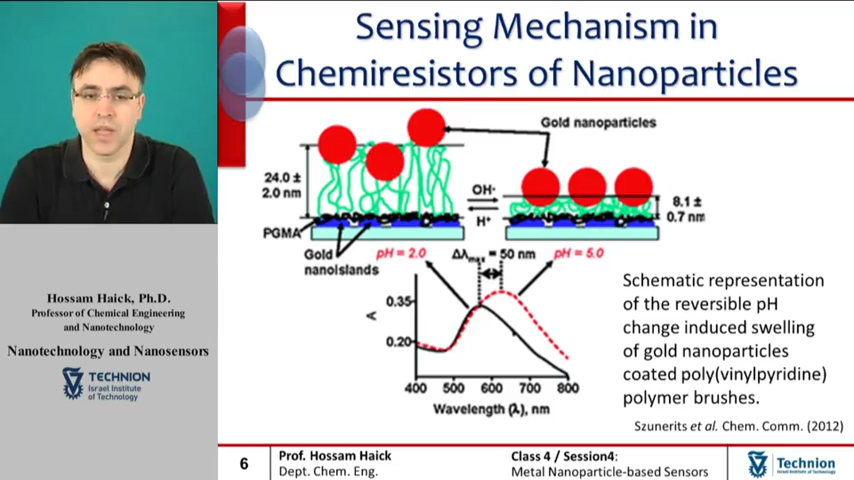 Sensing Mechanism in
Chemiresistors of Nanoparticles
Gold nanoparticles
24.0 ±
2.0 nm
OH-
H+
8.1 ±
0.7 nm
PGMA
Gold
nanoislands
pH = 2.0
Δλmax = 50 nm
pH = 5.0
0.35
A
0.20
400 500 600 700 800
Wavelength (λ), nm
Schematic representation
of the reversible pH
change induced swelling
of gold nanoparticles
coated poly(vinylpyridine)
polymer brushes.
Szunerits et al. Chem. Comm. (2012)
Hossam Haick, Ph.D.
Professor of Chemical Engineering
and Nanotechnology
Nanotechnology and Nanosensors
TECHNION
Israel Institute
of Technology
6
Prof. Hossam Haick
Dept. Chem. Eng.
Class 4 / Session4:
Metal Nanoparticle-based Sensors
Technion
Israel Institute of Technology